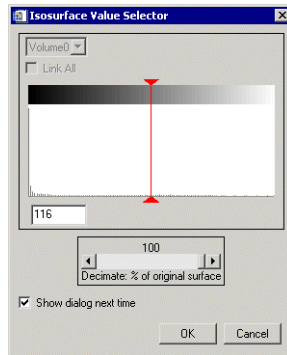 Isosurface Value Selector
Volume0
Link All
116
100
Decimate: % of original surface
Show dialog next time
OK Cancel